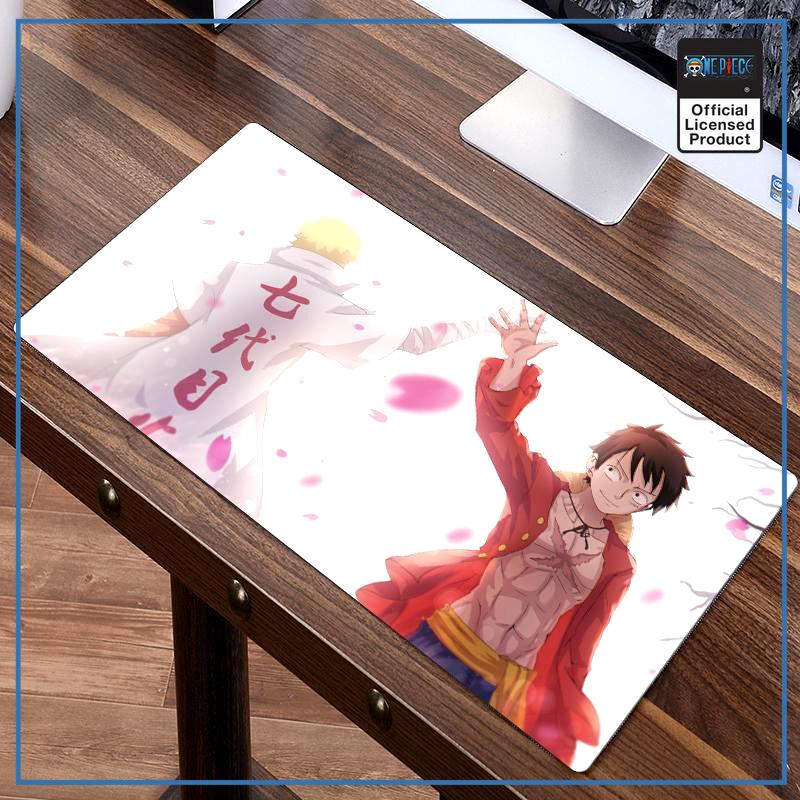 ONE PIECE
®
Official
Licensed
Product
七
代
目